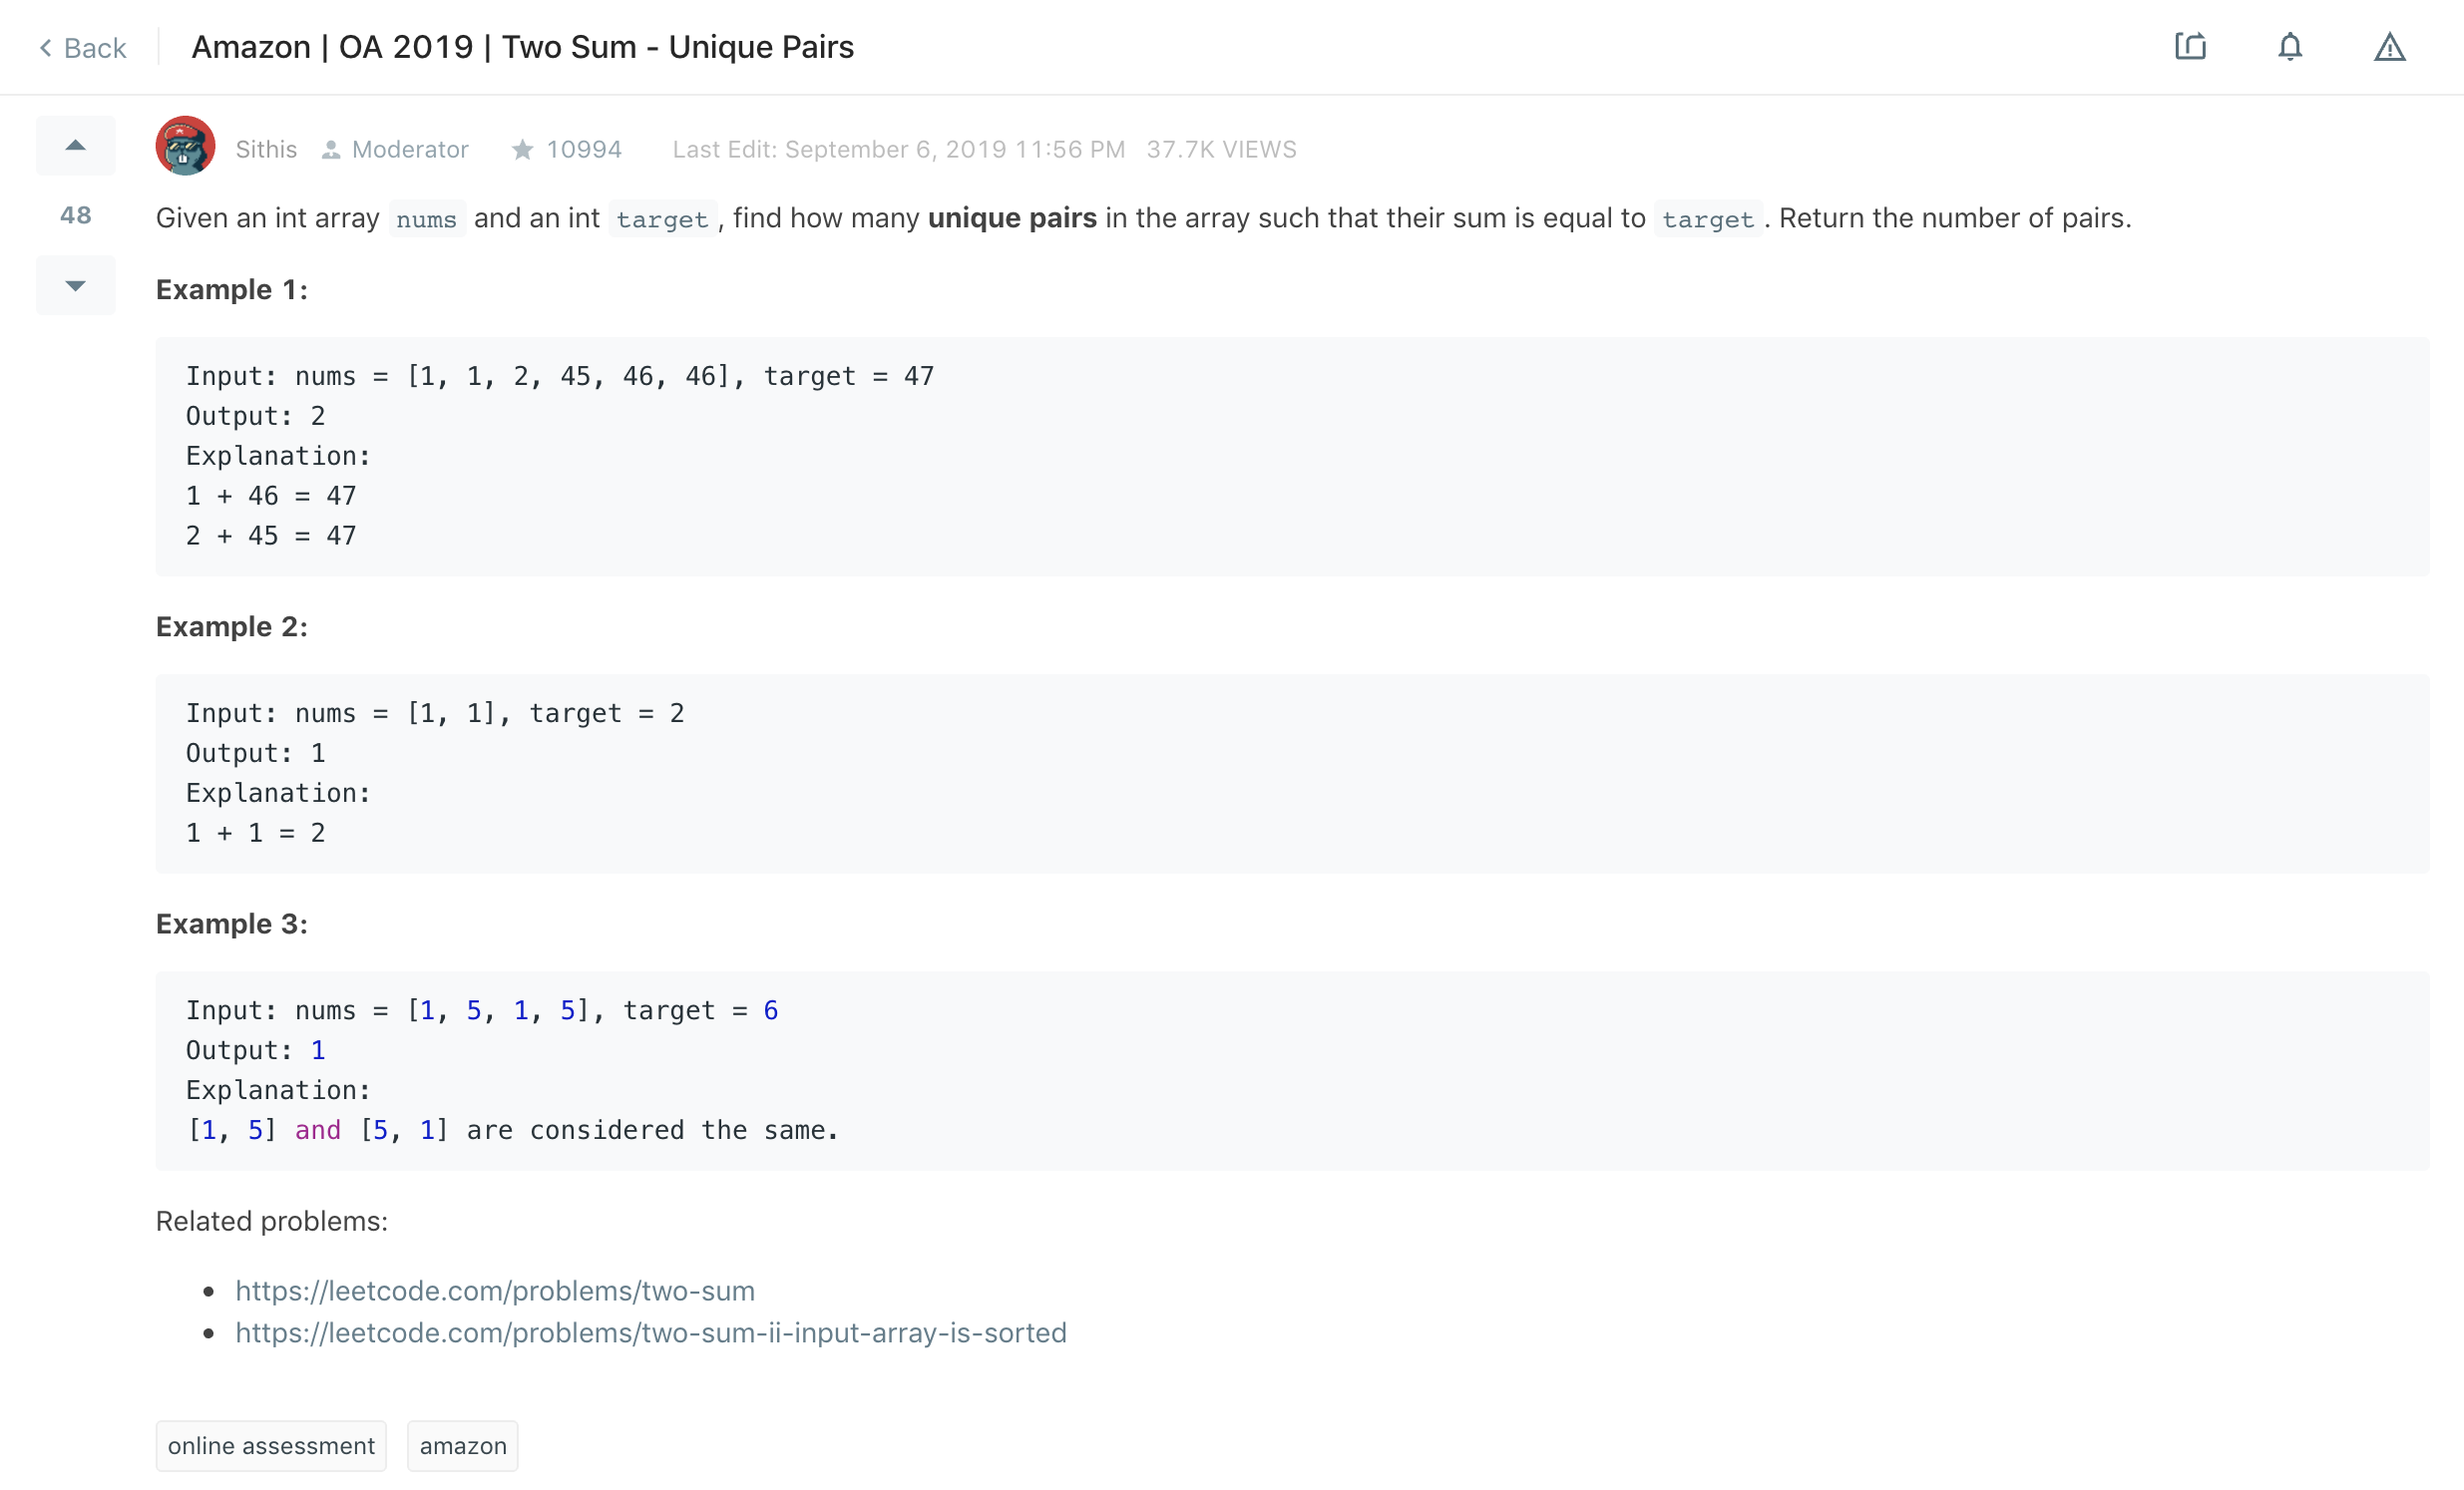 Back
Amazon | OA 2019 | Two Sum - Unique Pairs
Sithis Moderator 10994 Last Edit: September 6, 2019 11:56 PM 37.7K VIEWS
48
Given an int array nums and an int target, find how many unique pairs in the array such that their sum is equal to target. Return the number of pairs.
Example 1:
Input: nums = [1, 1, 2, 45, 46, 46], target = 47
Output: 2
Explanation:
1 + 46 = 47
2 + 45 = 47
Example 2:
Input: nums = [1, 1], target = 2
Output: 1
Explanation:
1 + 1 = 2
Example 3:
Input: nums = [1, 5, 1, 5], target = 6
Output: 1
Explanation:
[1, 5] and [5, 1] are considered the same.
Related problems:
https://leetcode.com/problems/two-sum
https://leetcode.com/problems/two-sum-ii-input-array-is-sorted
online assessment amazon